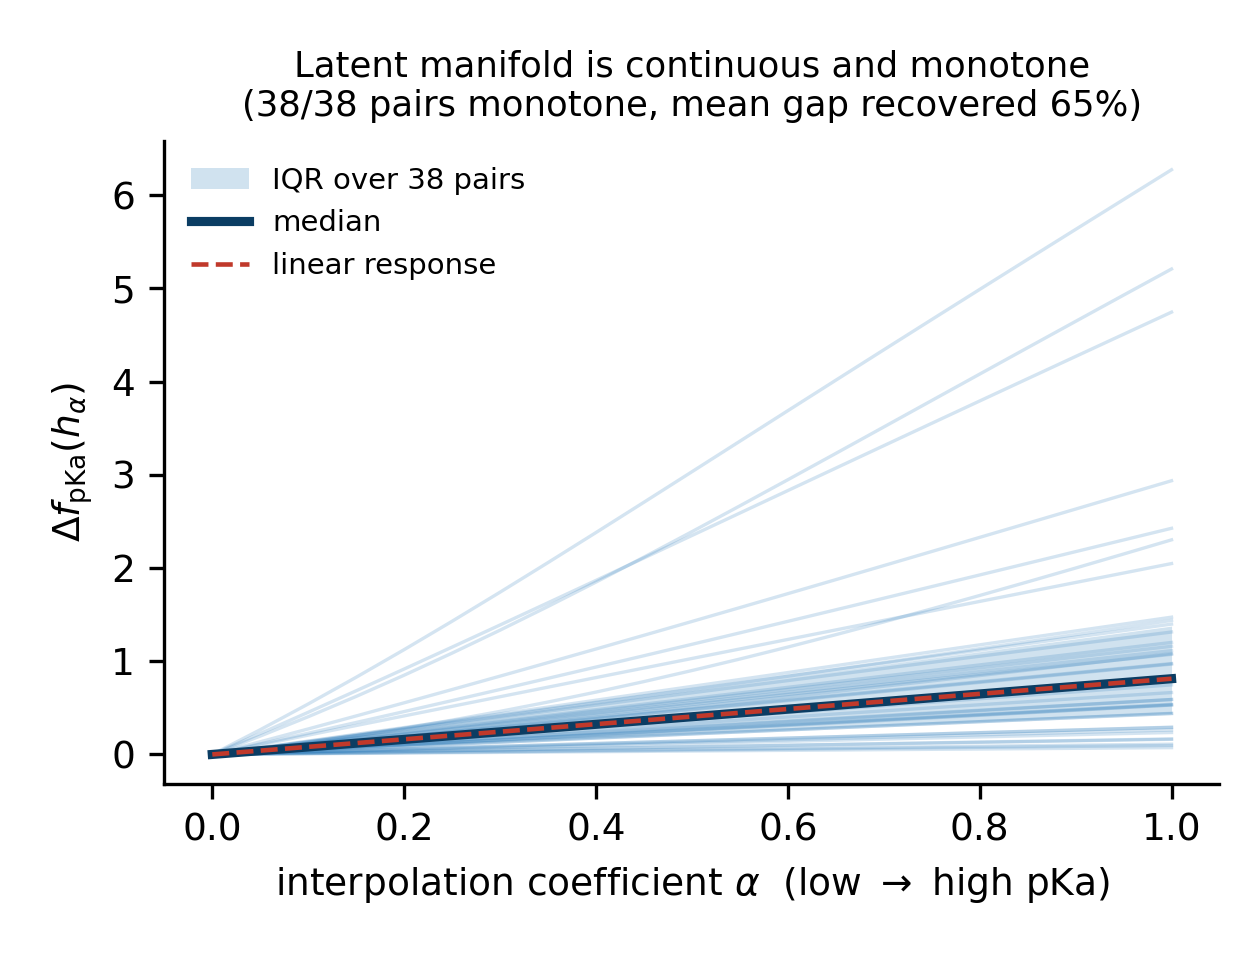 Latent manifold is continuous and monotone
(38/38 pairs monotone, mean gap recovered 65%)
IQR over 38 pairs
median
linear response
6
5
4
3
2
1
0
Δf_pKa(h_α)
0.0 0.2 0.4 0.6 0.8 1.0
interpolation coefficient α (low → high pKa)